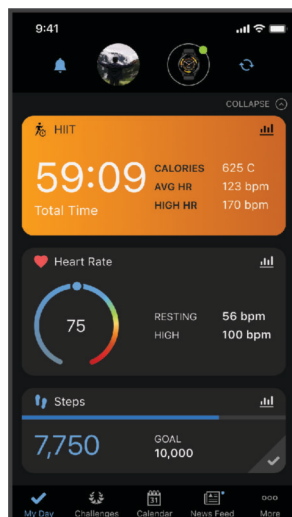 9:41
COLLAPSE
HIIT
59:09
Total Time
CALORIES 625 C
AVG HR 123 bpm
HIGH HR 170 bpm
Heart Rate
75
RESTING 56 bpm
HIGH 100 bpm
Steps
7,750
GOAL
10,000
31
My Day Challenges Calendar News Feed More